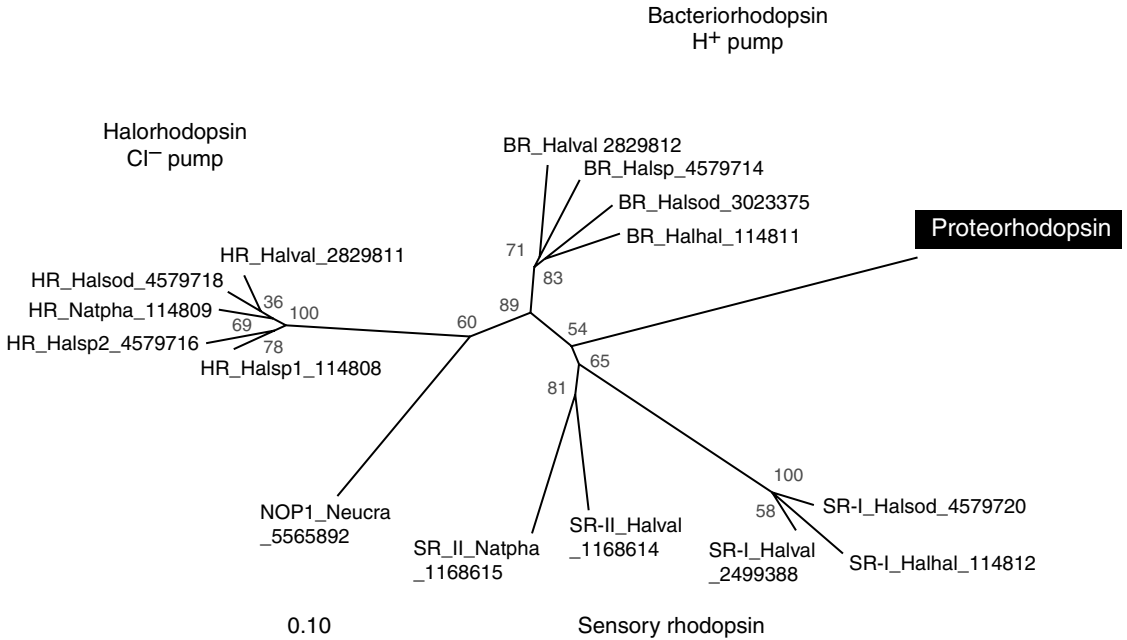 Bacteriorhodopsin
H+ pump
Halorhodopsin
Cl− pump
BR_Halval 2829812
BR_Halsp_4579714
BR_Halsod_3023375
BR_Halhal_114811
Proteorhodopsin
HR_Halval_2829811
HR_Halsod_4579718
HR_Natpha_114809
HR_Halsp2_4579716
HR_Halsp1_114808
36
100
69
78
71
83
89
60
54
65
81
100
58
NOP1_Neucra
_5565892
SR_II_Natpha
_1168615
SR-II_Halval
_1168614
SR-I_Halsod_4579720
SR-I_Halval
_2499388
SR-I_Halhal_114812
0.10
Sensory rhodopsin